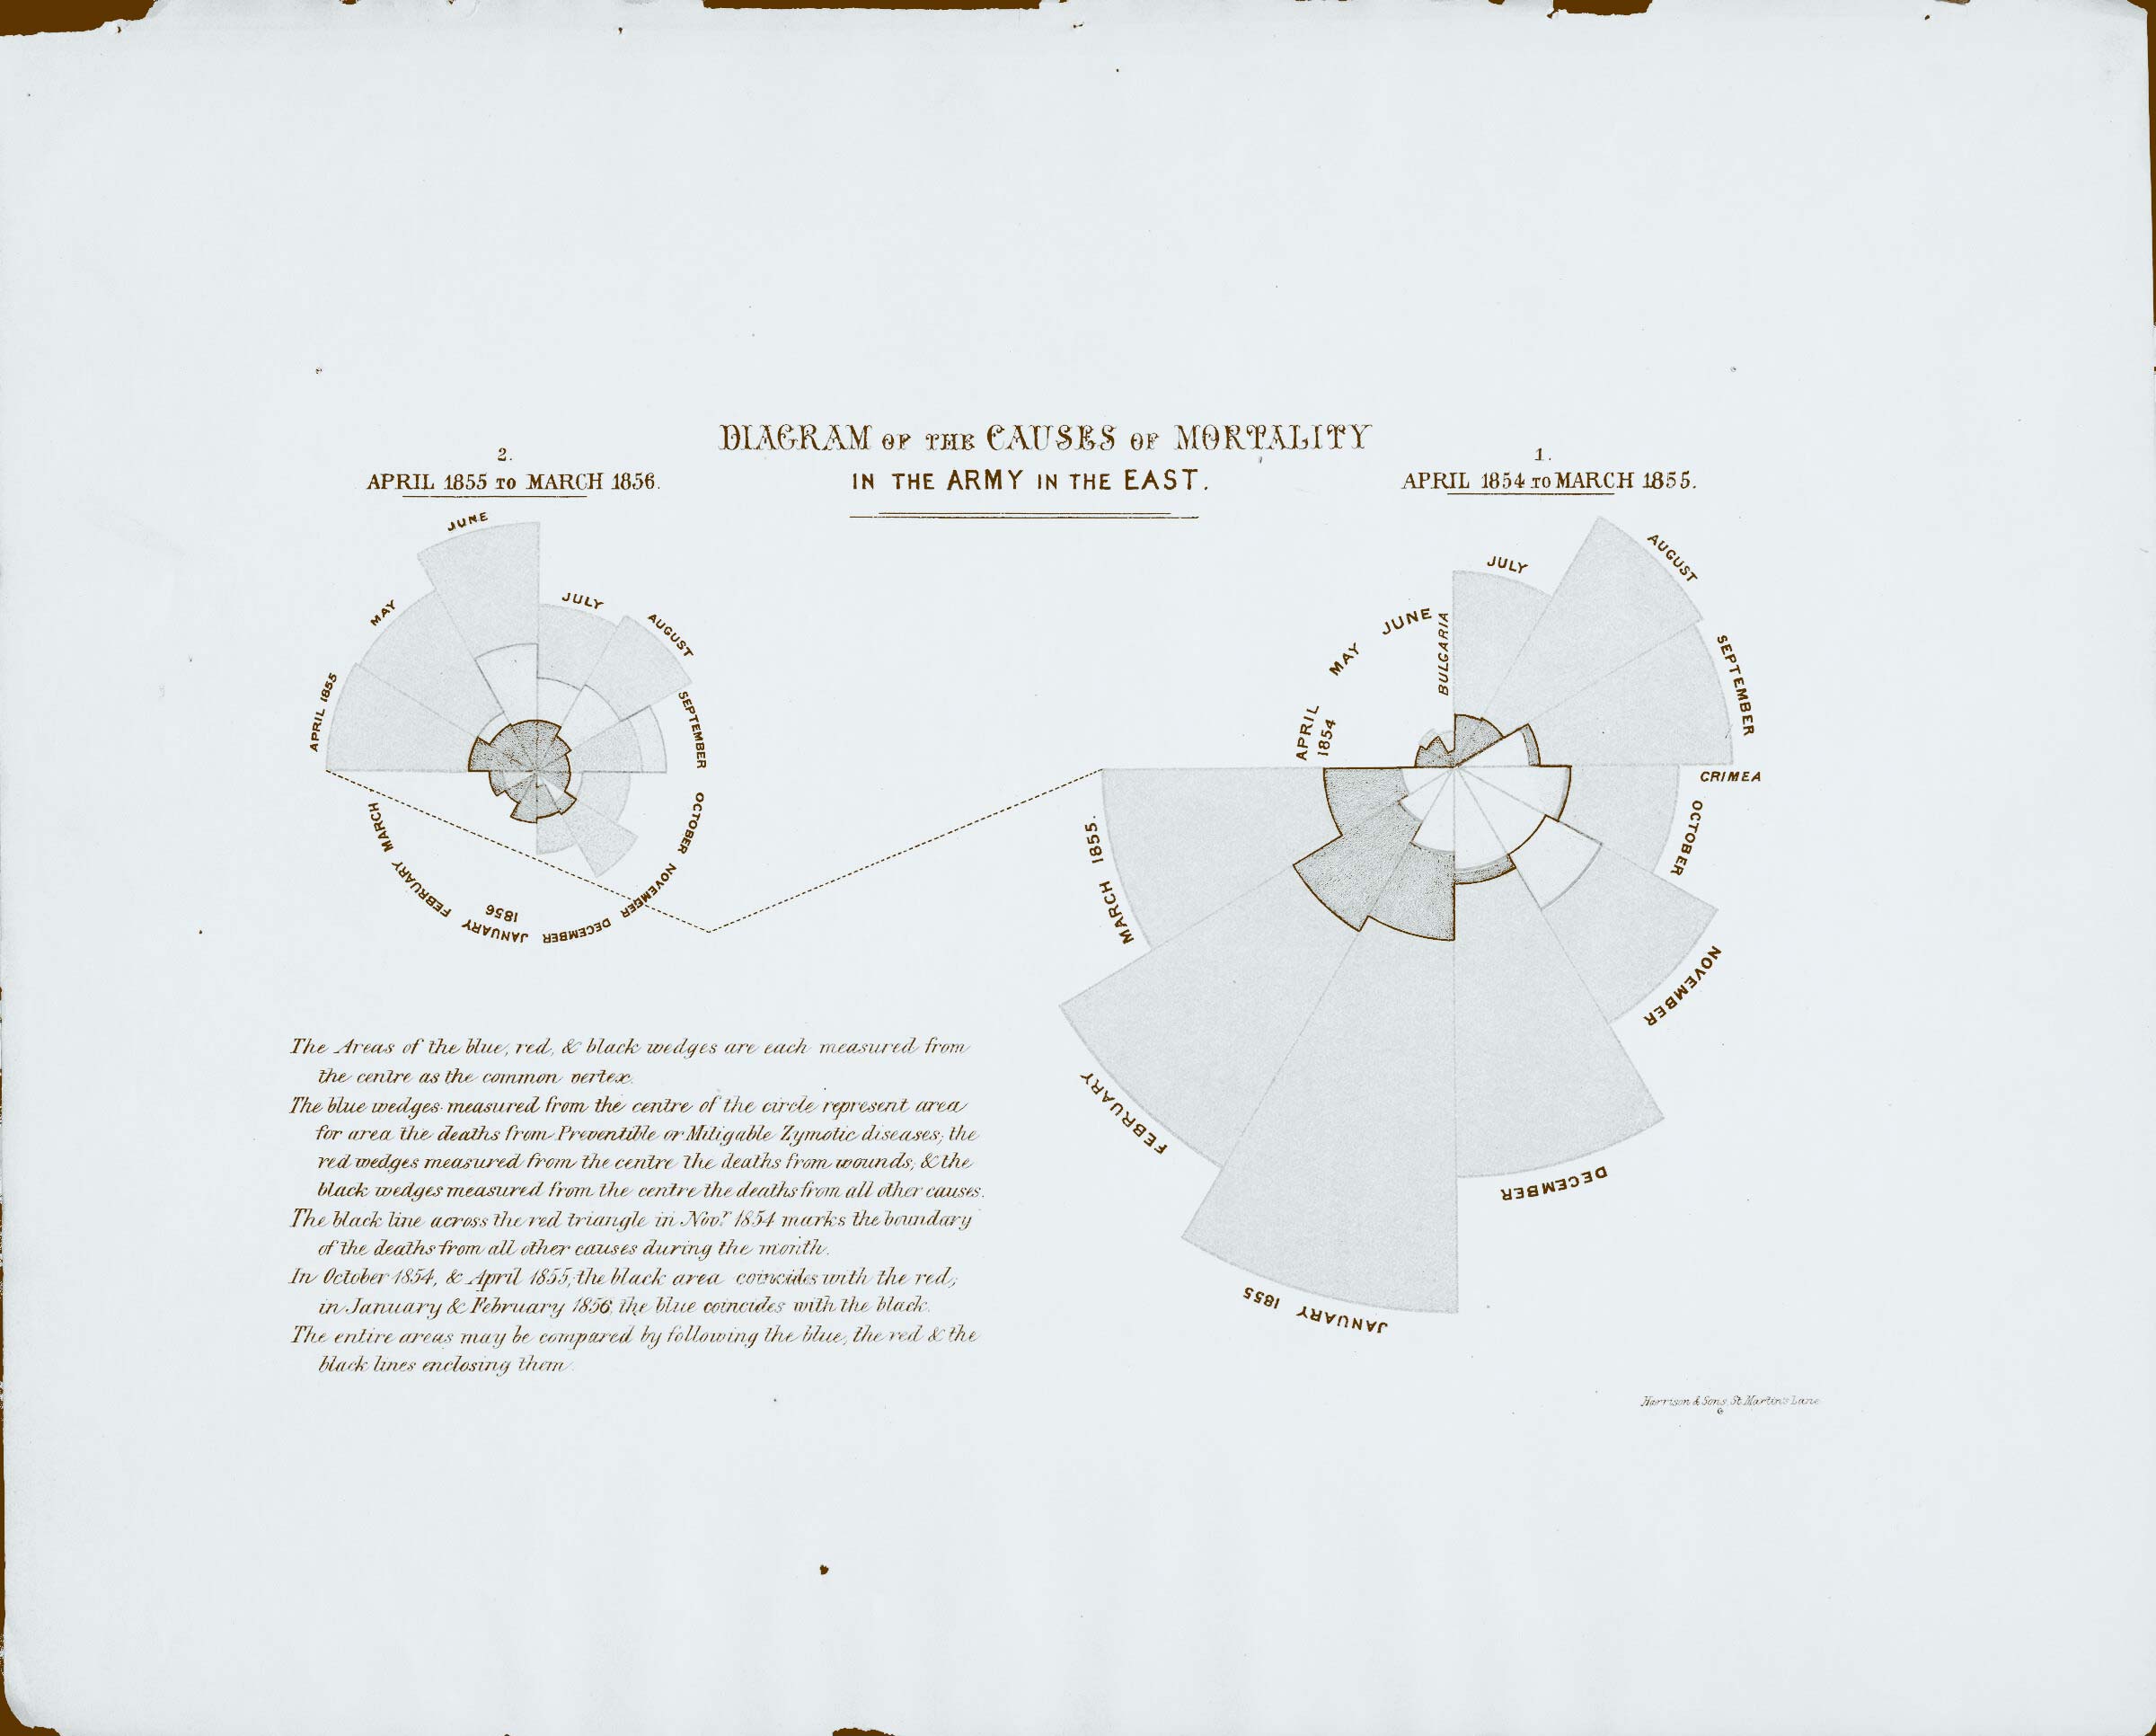 DIAGRAM OF THE CAUSES OF MORTALITY
IN THE ARMY IN THE EAST.
2.
APRIL 1855 TO MARCH 1856.
1.
APRIL 1854 TO MARCH 1855.
APRIL 1855
MAY
JUNE
JULY
AUGUST
SEPTEMBER
OCTOBER
NOVEMBER
DECEMBER
JANUARY
1856
FEBRUARY
MARCH
APRIL
1854
MAY
JUNE
BULGARIA
JULY
AUGUST
SEPTEMBER
CRIMEA
OCTOBER
NOVEMBER
DECEMBER
JANUARY 1855
FEBRUARY
MARCH 1855.
The Areas of the blue, red, & black wedges are each measured from
the centre as the common vertex.
The blue wedges measured from the centre of the circle represent area
for area the deaths from Preventible or Mitigable Zymotic diseases; the
red wedges measured from the centre the deaths from wounds; & the
black wedges measured from the centre the deaths from all other causes.
The black line across the red triangle in Nov.r 1854 marks the boundary
of the deaths from all other causes during the month.
In October 1854, & April 1855, the black area coincides with the red;
in January & February 1856, the blue coincides with the black.
The entire areas may be compared by following the blue, the red & the
black lines enclosing them.
Harrison & Sons, St. Martin's Lane